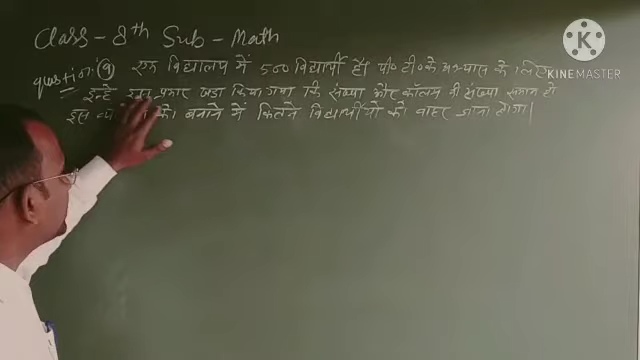 Class - 8th Sub - Math
question: (9) एक विद्यालय में 500 विद्यार्थी हैं। पी० टी० के अभ्यास के लिए
इन्हे इस प्रकार खड़ा किया गया कि संख्या और कॉलम की संख्या समान हो
इस को बनाने में कितने विद्यार्थीयो को बाहर जाना होगा।
KINEMASTER